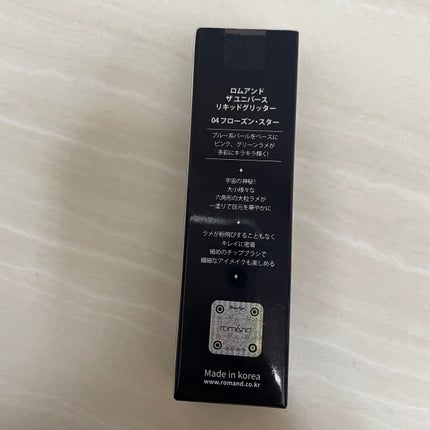 ロムアンド
ザ ユニバース
リキッドグリッター
04 フローズン・スター
ブルー系パールをベースに
ピンク、グリーンラメが
多彩にキラキラ輝く!
宇宙の神秘!
大小様々な
六角形の大粒ラメが
一塗りで目元を華やかに
ラメが粉飛びすることもなく
キレイに密着
細めのチップブラシで
繊細なアイメイクも楽しめる
rom&nd
Made in korea
www.romand.co.kr